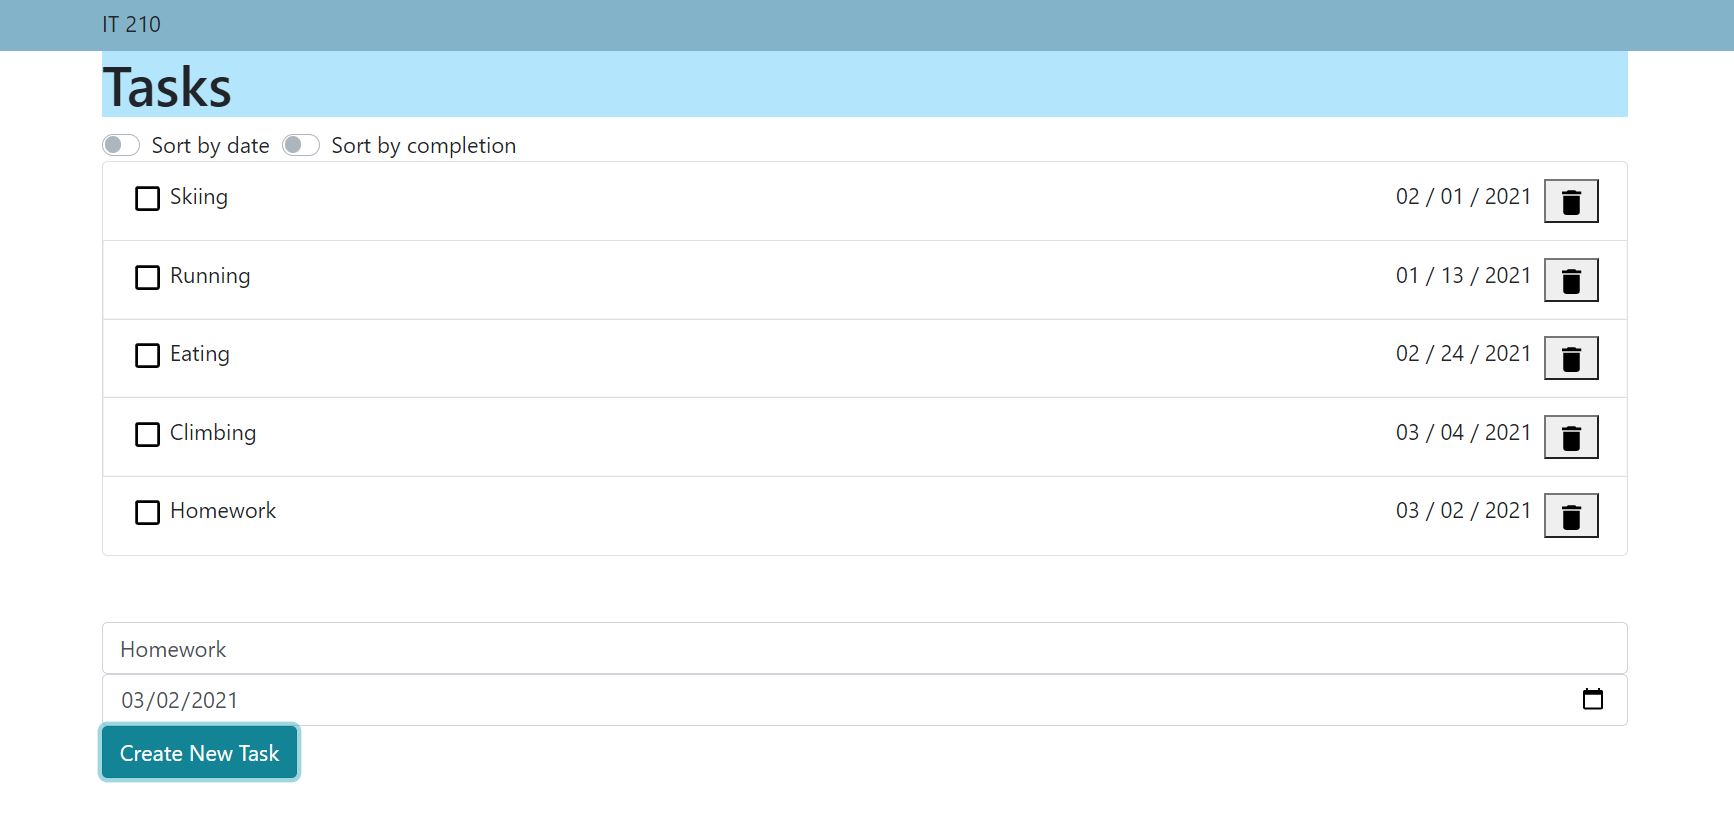 IT 210
Tasks
Sort by date Sort by completion
Skiing 02 / 01 / 2021
Running 01 / 13 / 2021
Eating 02 / 24 / 2021
Climbing 03 / 04 / 2021
Homework 03 / 02 / 2021
Homework
03/02/2021
Create New Task